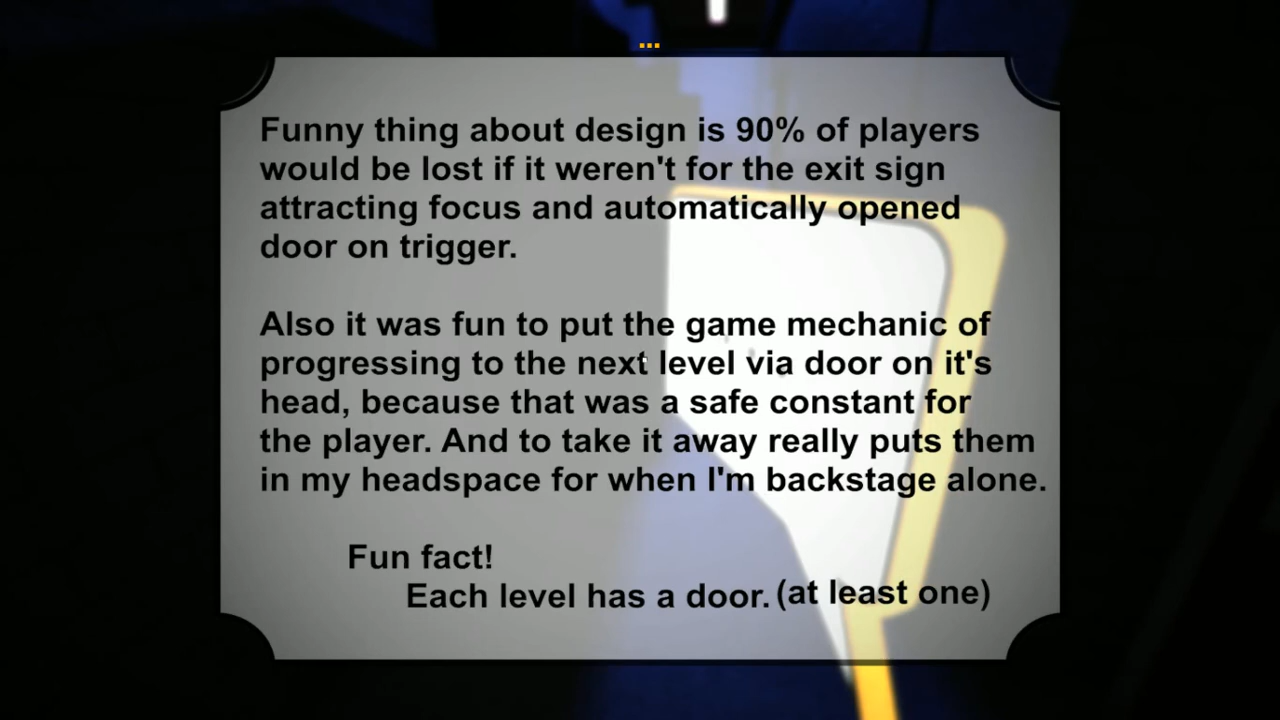 Funny thing about design is 90% of players
would be lost if it weren't for the exit sign
attracting focus and automatically opened
door on trigger.
Also it was fun to put the game mechanic of
progressing to the next level via door on it's
head, because that was a safe constant for
the player. And to take it away really puts them
in my headspace for when I'm backstage alone.
Fun fact!
Each level has a door. (at least one)